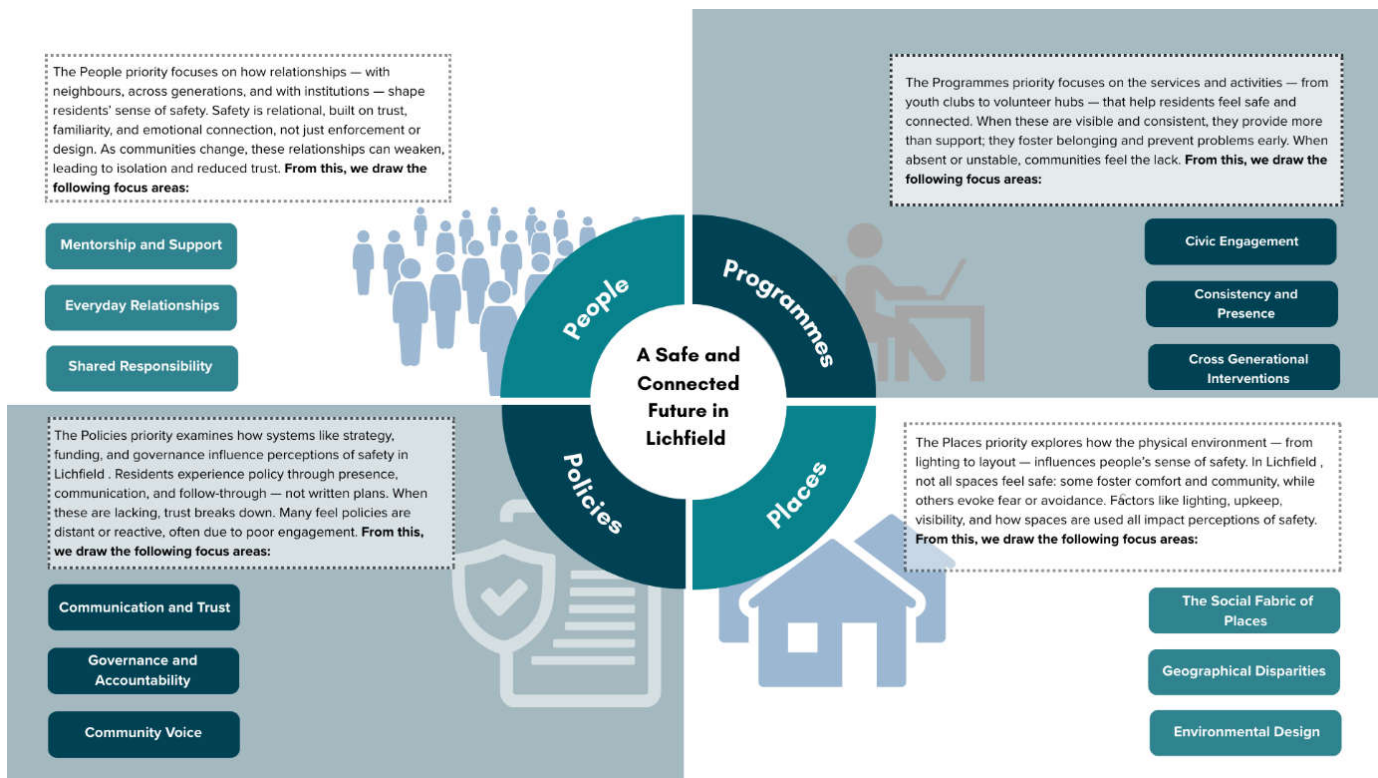 The People priority focuses on how relationships — with
neighbours, across generations, and with institutions — shape
residents' sense of safety. Safety is relational, built on trust,
familiarity, and emotional connection, not just enforcement or
design. As communities change, these relationships can weaken,
leading to isolation and reduced trust. From this, we draw the
following focus areas:
Mentorship and Support
Everyday Relationships
Shared Responsibility
The Programmes priority focuses on the services and activities — from
youth clubs to volunteer hubs — that help residents feel safe and
connected. When these are visible and consistent, they provide more
than support; they foster belonging and prevent problems early. When
absent or unstable, communities feel the lack. From this, we draw the
following focus areas:
Civic Engagement
Consistency and
Presence
Cross Generational
Interventions
People
Programmes
A Safe and
Connected
Future in
Lichfield
Policies
Places
The Policies priority examines how systems like strategy,
funding, and governance influence perceptions of safety in
Lichfield . Residents experience policy through presence,
communication, and follow-through — not written plans. When
these are lacking, trust breaks down. Many feel policies are
distant or reactive, often due to poor engagement. From this,
we draw the following focus areas:
Communication and Trust
Governance and
Accountability
Community Voice
The Places priority explores how the physical environment — from
lighting to layout — influences people's sense of safety. In Lichfield ,
not all spaces feel safe: some foster comfort and community, while
others evoke fear or avoidance. Factors like lighting, upkeep,
visibility, and how spaces are used all impact perceptions of safety.
From this, we draw the following focus areas:
The Social Fabric of
Places
Geographical Disparities
Environmental Design